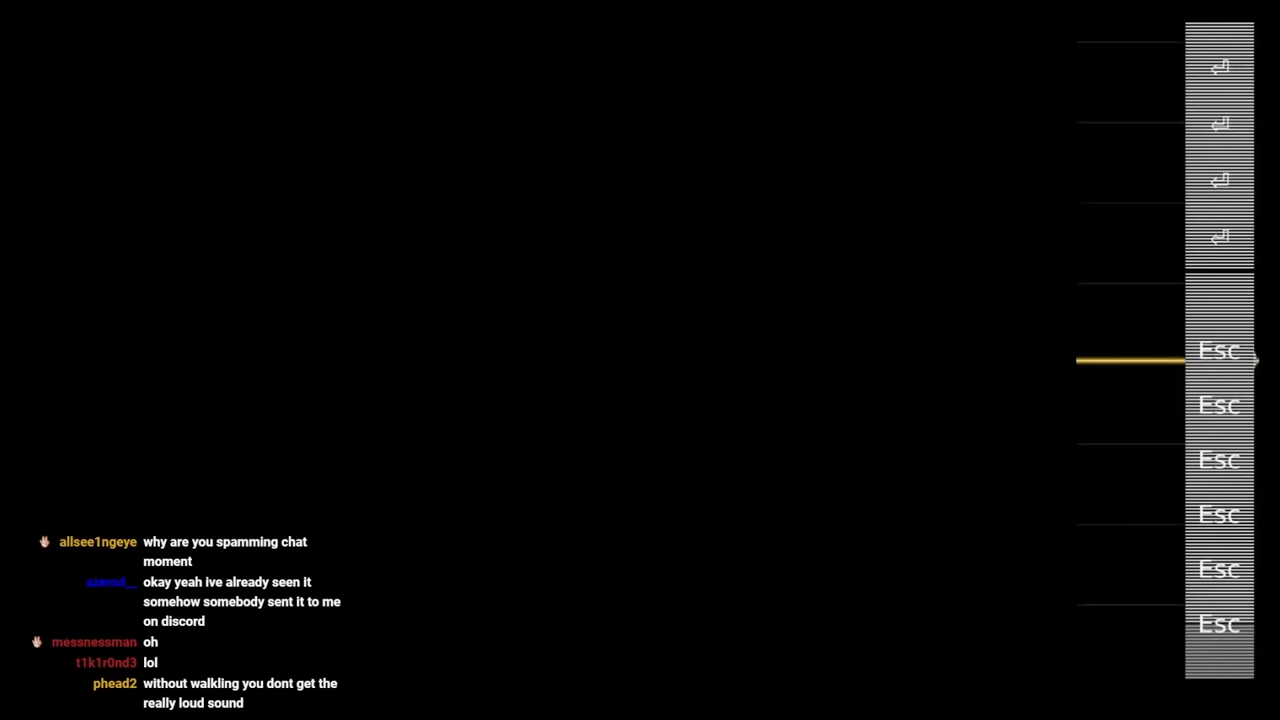 ⏎
⏎
⏎
⏎
Esc
Esc
Esc
Esc
Esc
Esc
allsee1ngeye why are you spamming chat
moment
azerod__ okay yeah ive already seen it
somehow somebody sent it to me
on discord
messnessman oh
t1k1r0nd3 lol
phead2 without walkling you dont get the
really loud sound